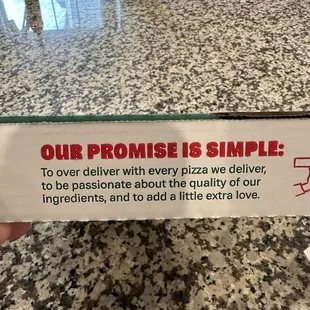 OUR PROMISE IS SIMPLE:
To over deliver with every pizza we deliver,
to be passionate about the quality of our
ingredients, and to add a little extra love.